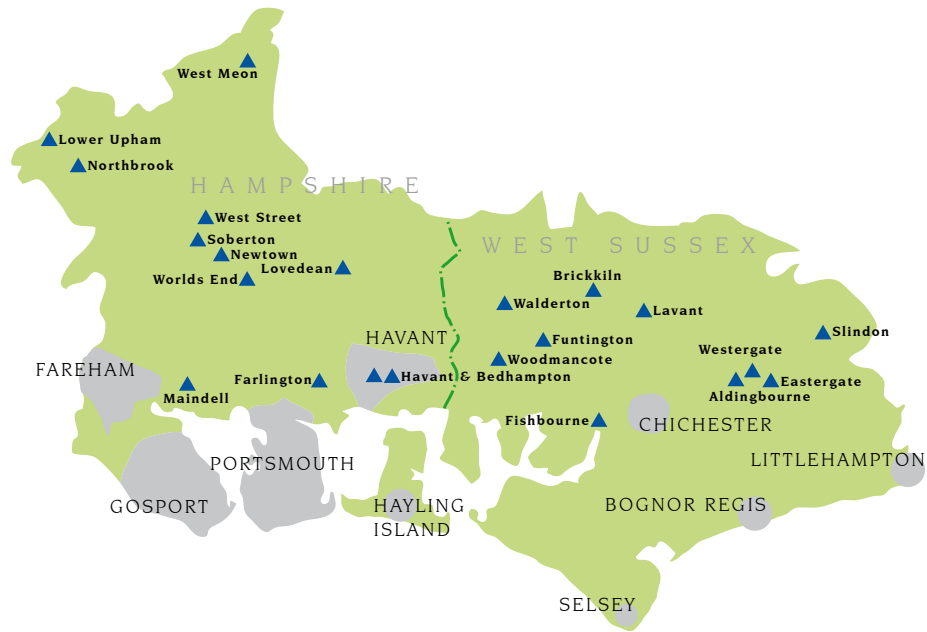 West Meon
Lower Upham
Northbrook
HAMPSHIRE
West Street
Soberton
Newtown
Lovedean
Worlds End
WEST SUSSEX
Brickkiln
Walderton
Lavant
Slindon
HAVANT
Funtington
Westergate
Woodmancote
FAREHAM
Farlington
Havant & Bedhampton
Eastergate
Maindell
Aldingbourne
Fishbourne
CHICHESTER
PORTSMOUTH
LITTLEHAMPTON
GOSPORT
HAYLING
ISLAND
BOGNOR REGIS
SELSEY